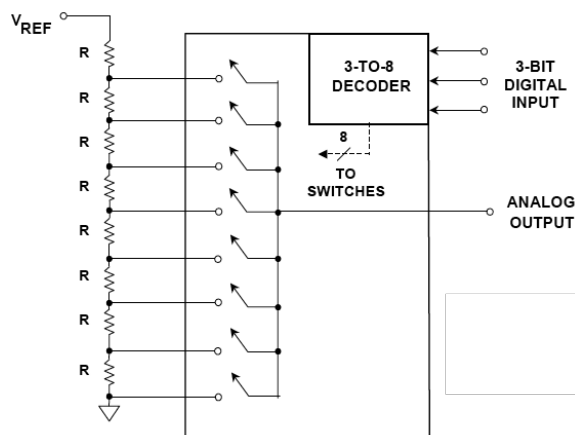 VREF
R
R
R
R
R
R
R
R
3-TO-8
DECODER
3-BIT
DIGITAL
INPUT
8
TO
SWITCHES
ANALOG
OUTPUT